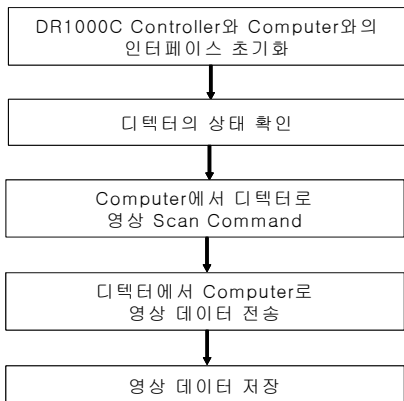 DR1000C Controller와 Computer와의
인터페이스 초기화
디텍터의 상태 확인
Computer에서 디텍터로
영상 Scan Command
디텍터에서 Computer로
영상 데이터 전송
영상 데이터 저장